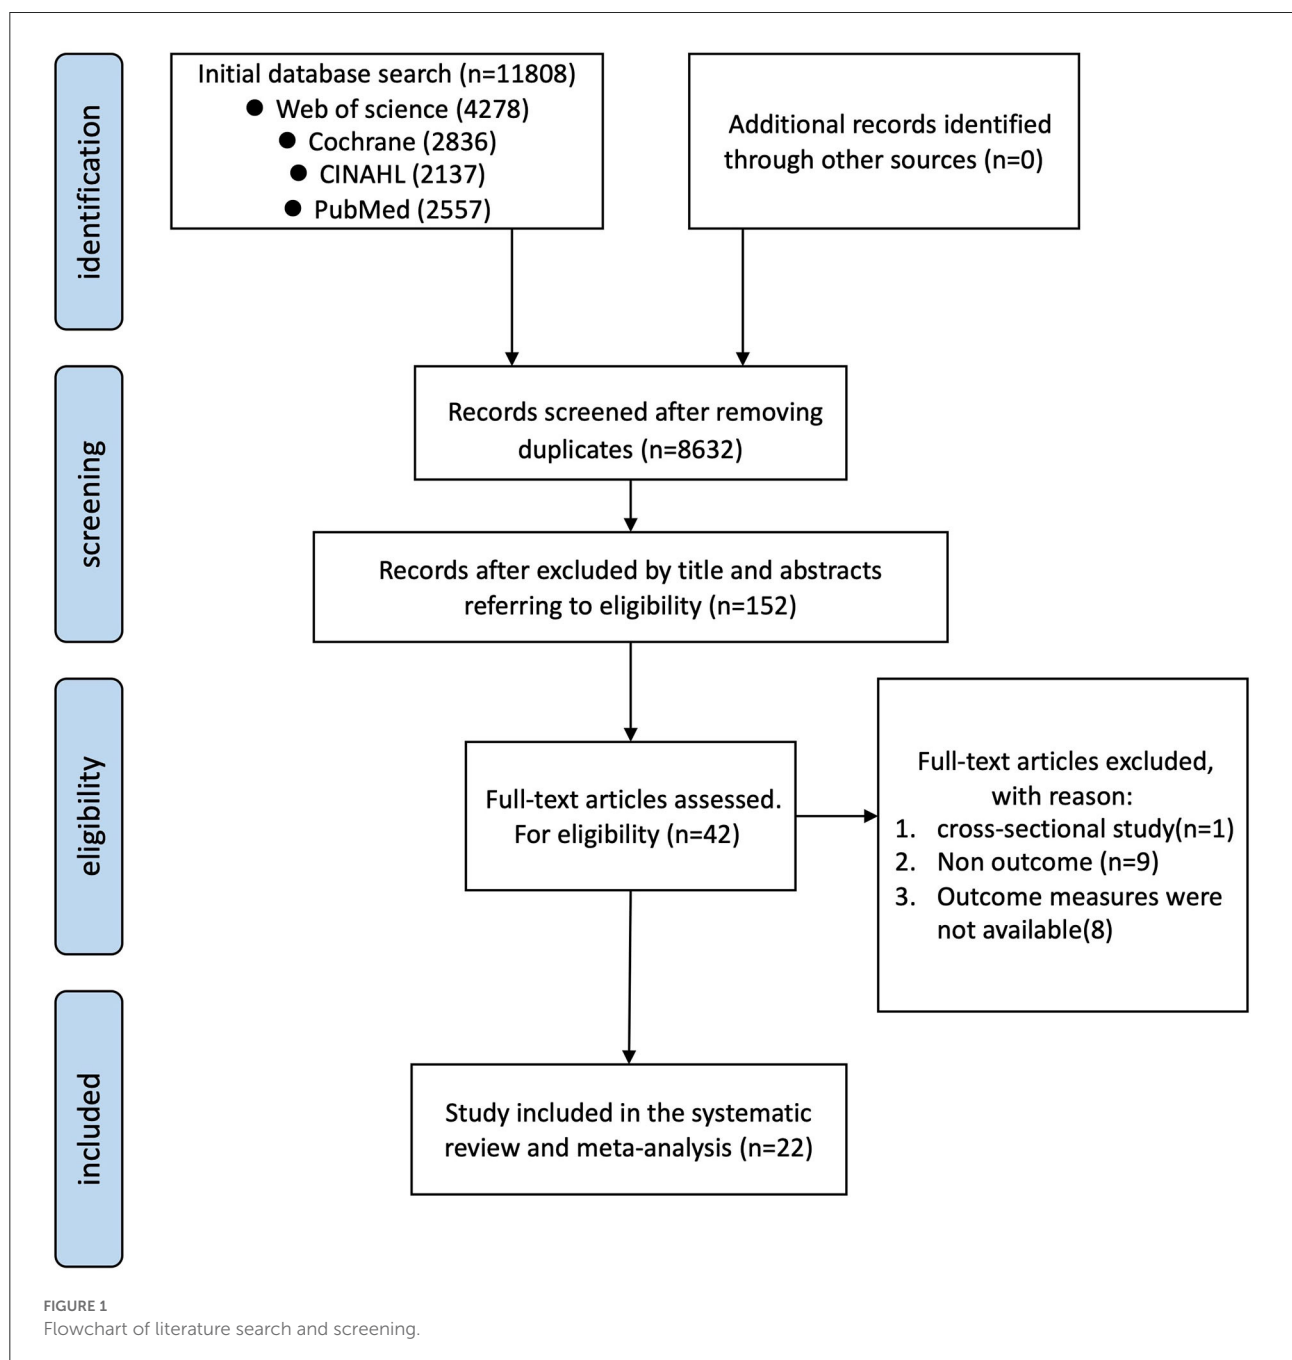 identification
Initial database search (n=11808)
● Web of science (4278)
● Cochrane (2836)
● CINAHL (2137)
● PubMed (2557)
Additional records identified
through other sources (n=0)
screening
Records screened after removing
duplicates (n=8632)
Records after excluded by title and abstracts
referring to eligibility (n=152)
eligibility
Full-text articles assessed.
For eligibility (n=42)
Full-text articles excluded,
with reason:
1. cross-sectional study(n=1)
2. Non outcome (n=9)
3. Outcome measures were
not available(8)
included
Study included in the systematic
review and meta-analysis (n=22)
FIGURE 1
Flowchart of literature search and screening.